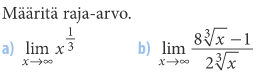 Määritä raja-arvo.
a) lim x→∞ x^(1/3) b) lim x→∞ (8∛x − 1)/(2∛x)